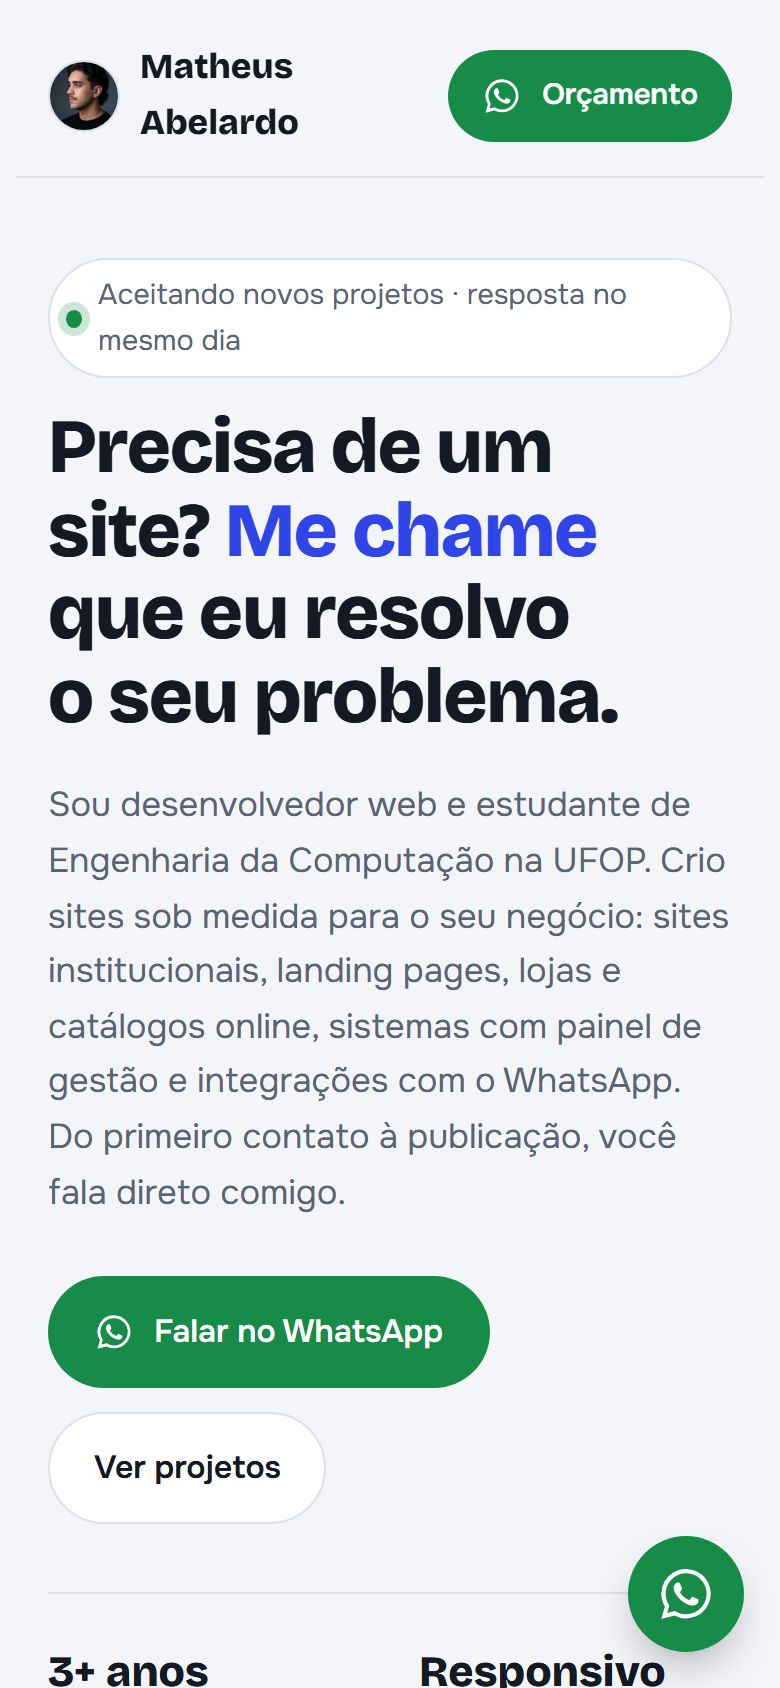 Matheus
Abelardo
Orçamento
Aceitando novos projetos · resposta no
mesmo dia
Precisa de um
site? Me chame
que eu resolvo
o seu problema.
Sou desenvolvedor web e estudante de
Engenharia da Computação na UFOP. Crio
sites sob medida para o seu negócio: sites
institucionais, landing pages, lojas e
catálogos online, sistemas com painel de
gestão e integrações com o WhatsApp.
Do primeiro contato à publicação, você
fala direto comigo.
Falar no WhatsApp
Ver projetos
3+ anos
Responsivo